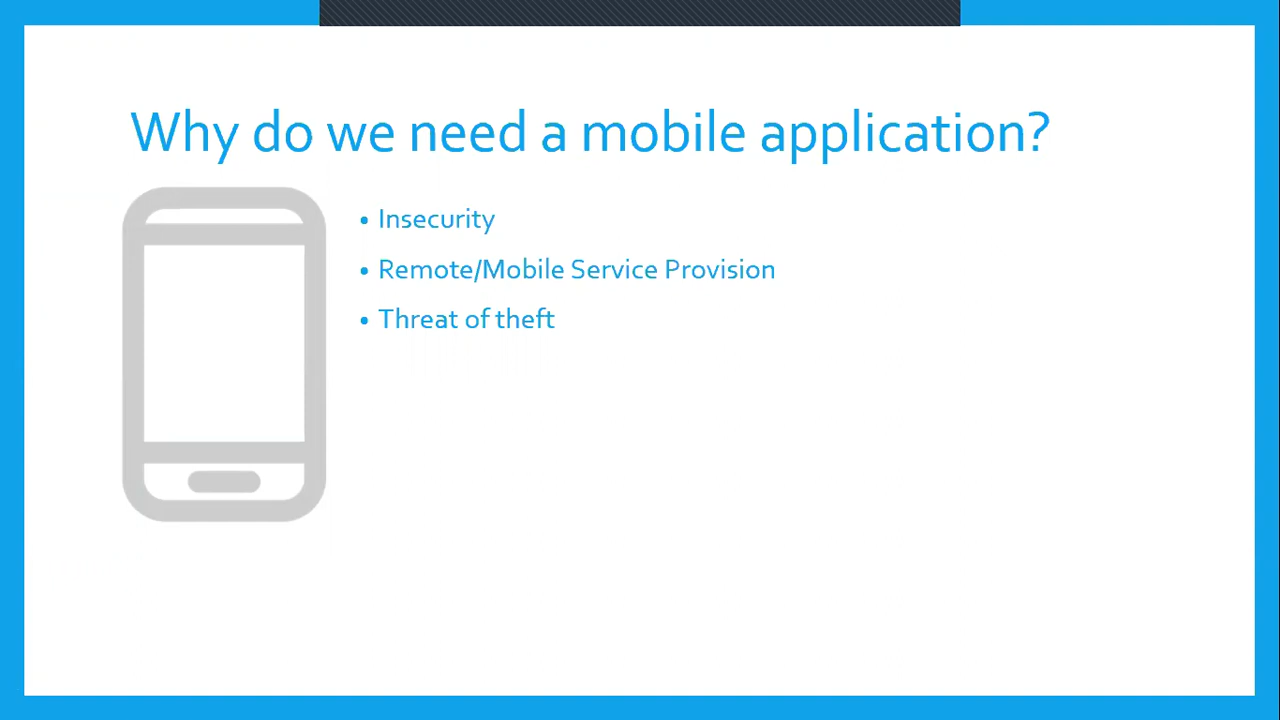 Why do we need a mobile application?
• Insecurity
• Remote/Mobile Service Provision
• Threat of theft